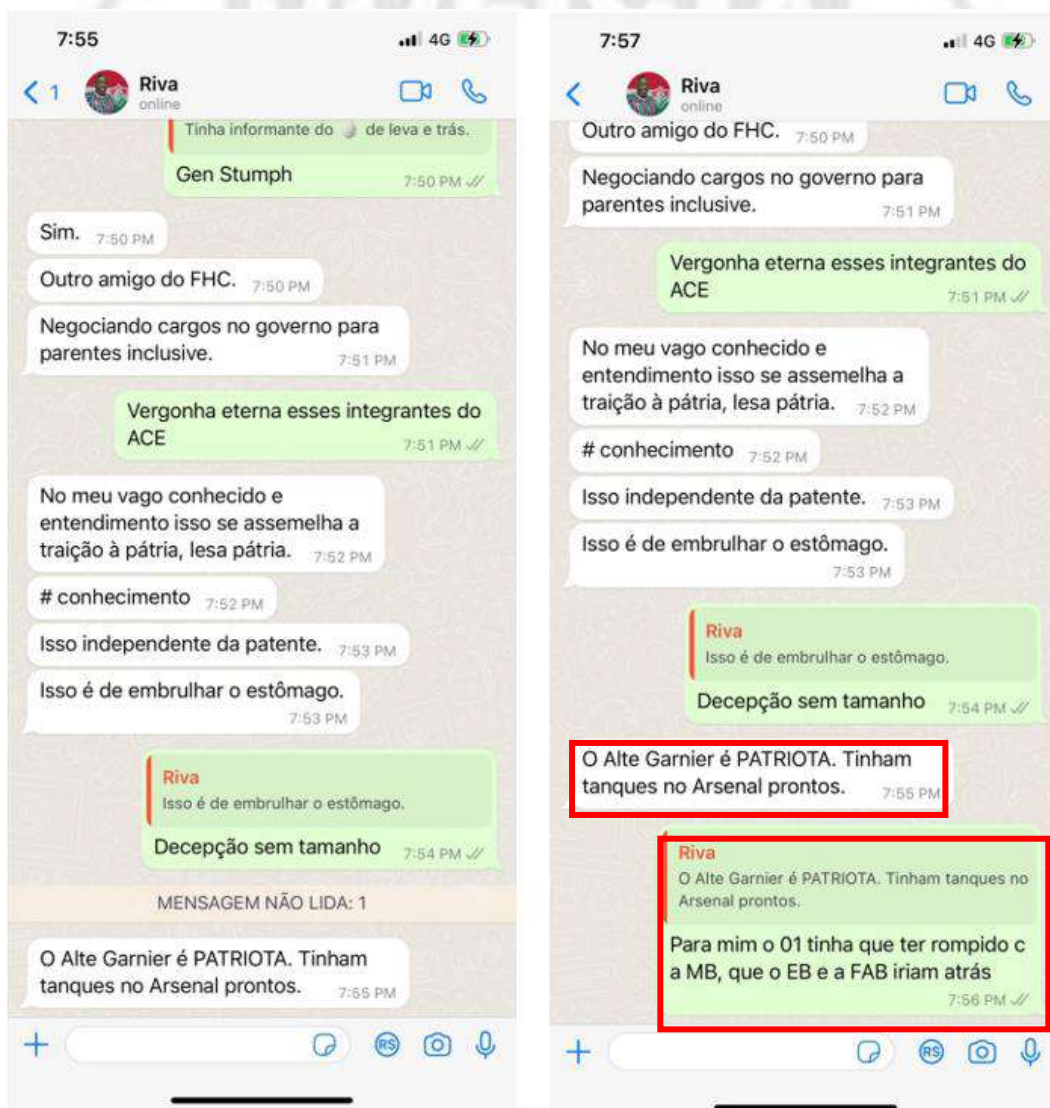 7:55
4G
1
Riva
online
Tinha informante do de leva e trás.
Gen Stumph
7:50 PM
Sim. 7:50 PM
Outro amigo do FHC. 7:50 PM
Negociando cargos no governo para
parentes inclusive. 7:51 PM
Vergonha eterna esses integrantes do
ACE 7:51 PM
No meu vago conhecido e
entendimento isso se assemelha a
traição à pátria, lesa pátria. 7:52 PM
# conhecimento 7:52 PM
Isso independente da patente. 7:53 PM
Isso é de embrulhar o estômago.
7:53 PM
Riva
Isso é de embrulhar o estômago.
Decepção sem tamanho 7:54 PM
MENSAGEM NÃO LIDA: 1
O Alte Garnier é PATRIOTA. Tinham
tanques no Arsenal prontos. 7:55 PM
RS
7:57
4G
Riva
online
Outro amigo do FHC. 7:50 PM
Negociando cargos no governo para
parentes inclusive. 7:51 PM
Vergonha eterna esses integrantes do
ACE 7:51 PM
No meu vago conhecido e
entendimento isso se assemelha a
traição à pátria, lesa pátria. 7:52 PM
# conhecimento 7:52 PM
Isso independente da patente. 7:53 PM
Isso é de embrulhar o estômago.
7:53 PM
Riva
Isso é de embrulhar o estômago.
Decepção sem tamanho 7:54 PM
O Alte Garnier é PATRIOTA. Tinham
tanques no Arsenal prontos. 7:55 PM
Riva
O Alte Garnier é PATRIOTA. Tinham tanques no
Arsenal prontos.
Para mim o 01 tinha que ter rompido c
a MB, que o EB e a FAB iriam atrás
7:56 PM
RS